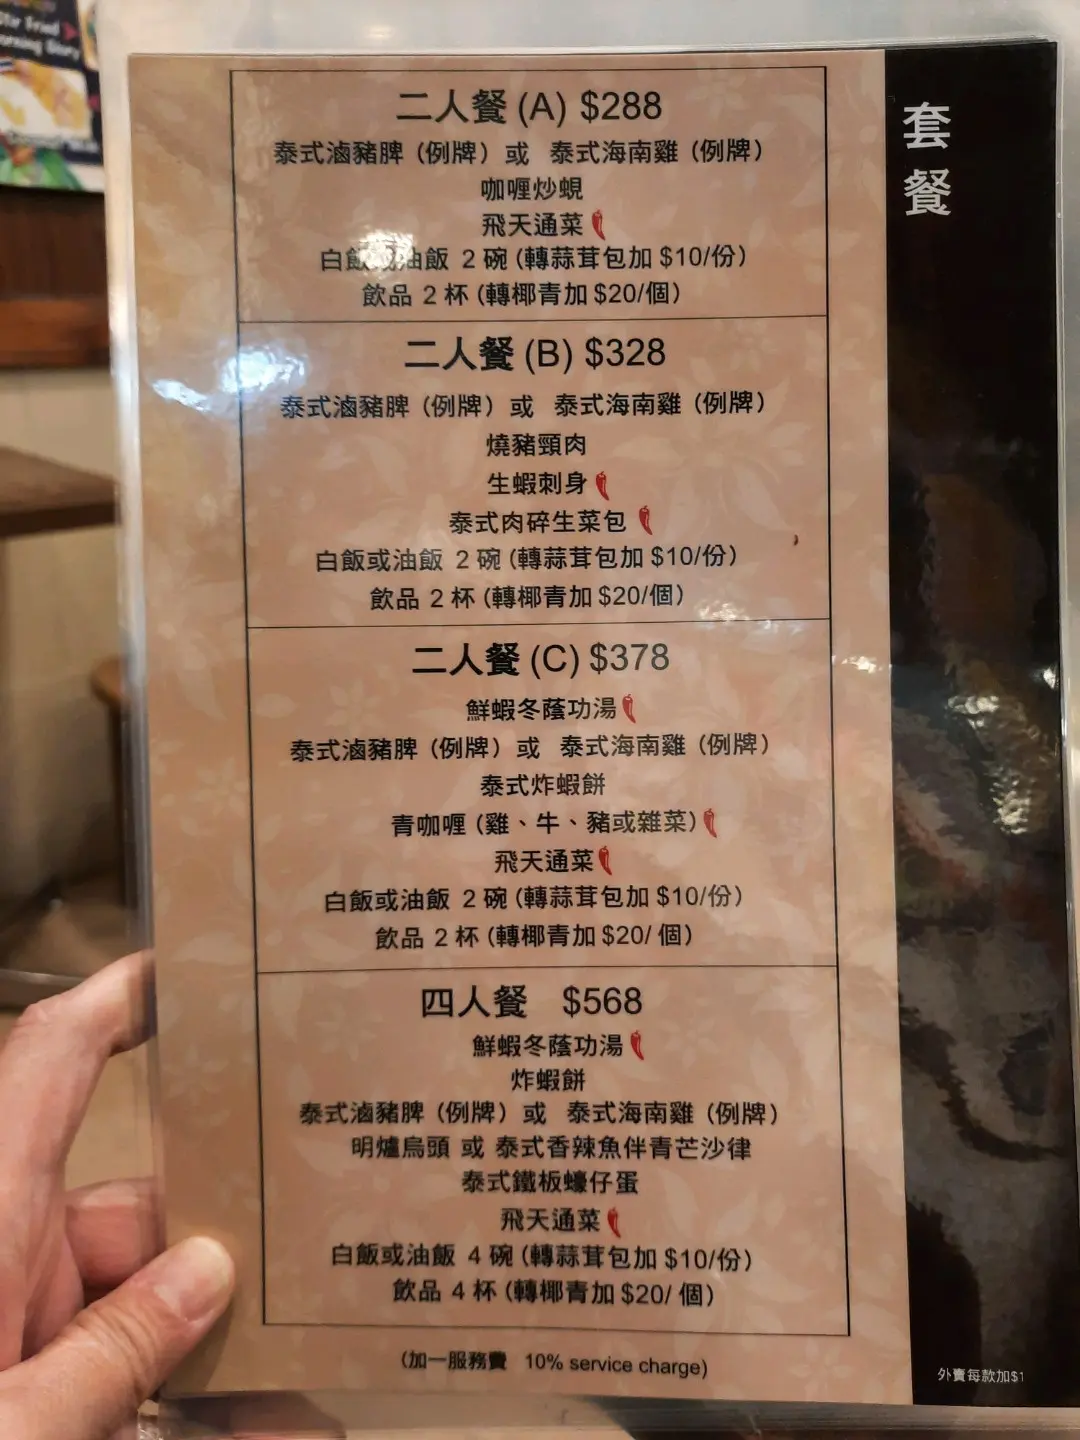 Stir Fried
Morning Glory
套餐
二人餐 (A) $288
泰式滷豬脾（例牌）或 泰式海南雞（例牌）
咖喱炒蜆
飛天通菜
白飯或油飯 2 碗 (轉蒜茸包加 $10/份)
飲品 2 杯 (轉椰青加 $20/個)
二人餐 (B) $328
泰式滷豬脾（例牌）或 泰式海南雞（例牌）
燒豬頸肉
生蝦刺身
泰式肉碎生菜包
白飯或油飯 2 碗 (轉蒜茸包加 $10/份)
飲品 2 杯 (轉椰青加 $20/個)
二人餐 (C) $378
鮮蝦冬蔭功湯
泰式滷豬脾（例牌）或 泰式海南雞（例牌）
泰式炸蝦餅
青咖喱 (雞、牛、豬或雜菜)
飛天通菜
白飯或油飯 2 碗 (轉蒜茸包加 $10/份)
飲品 2 杯 (轉椰青加 $20/ 個)
四人餐 $568
鮮蝦冬蔭功湯
炸蝦餅
泰式滷豬脾（例牌）或 泰式海南雞（例牌）
明爐烏頭 或 泰式香辣魚伴青芒沙律
泰式鐵板蠔仔蛋
飛天通菜
白飯或油飯 4 碗 (轉蒜茸包加 $10/份)
飲品 4 杯 (轉椰青加 $20/ 個)
(加一服務費 10% service charge)
外賣每款加$1